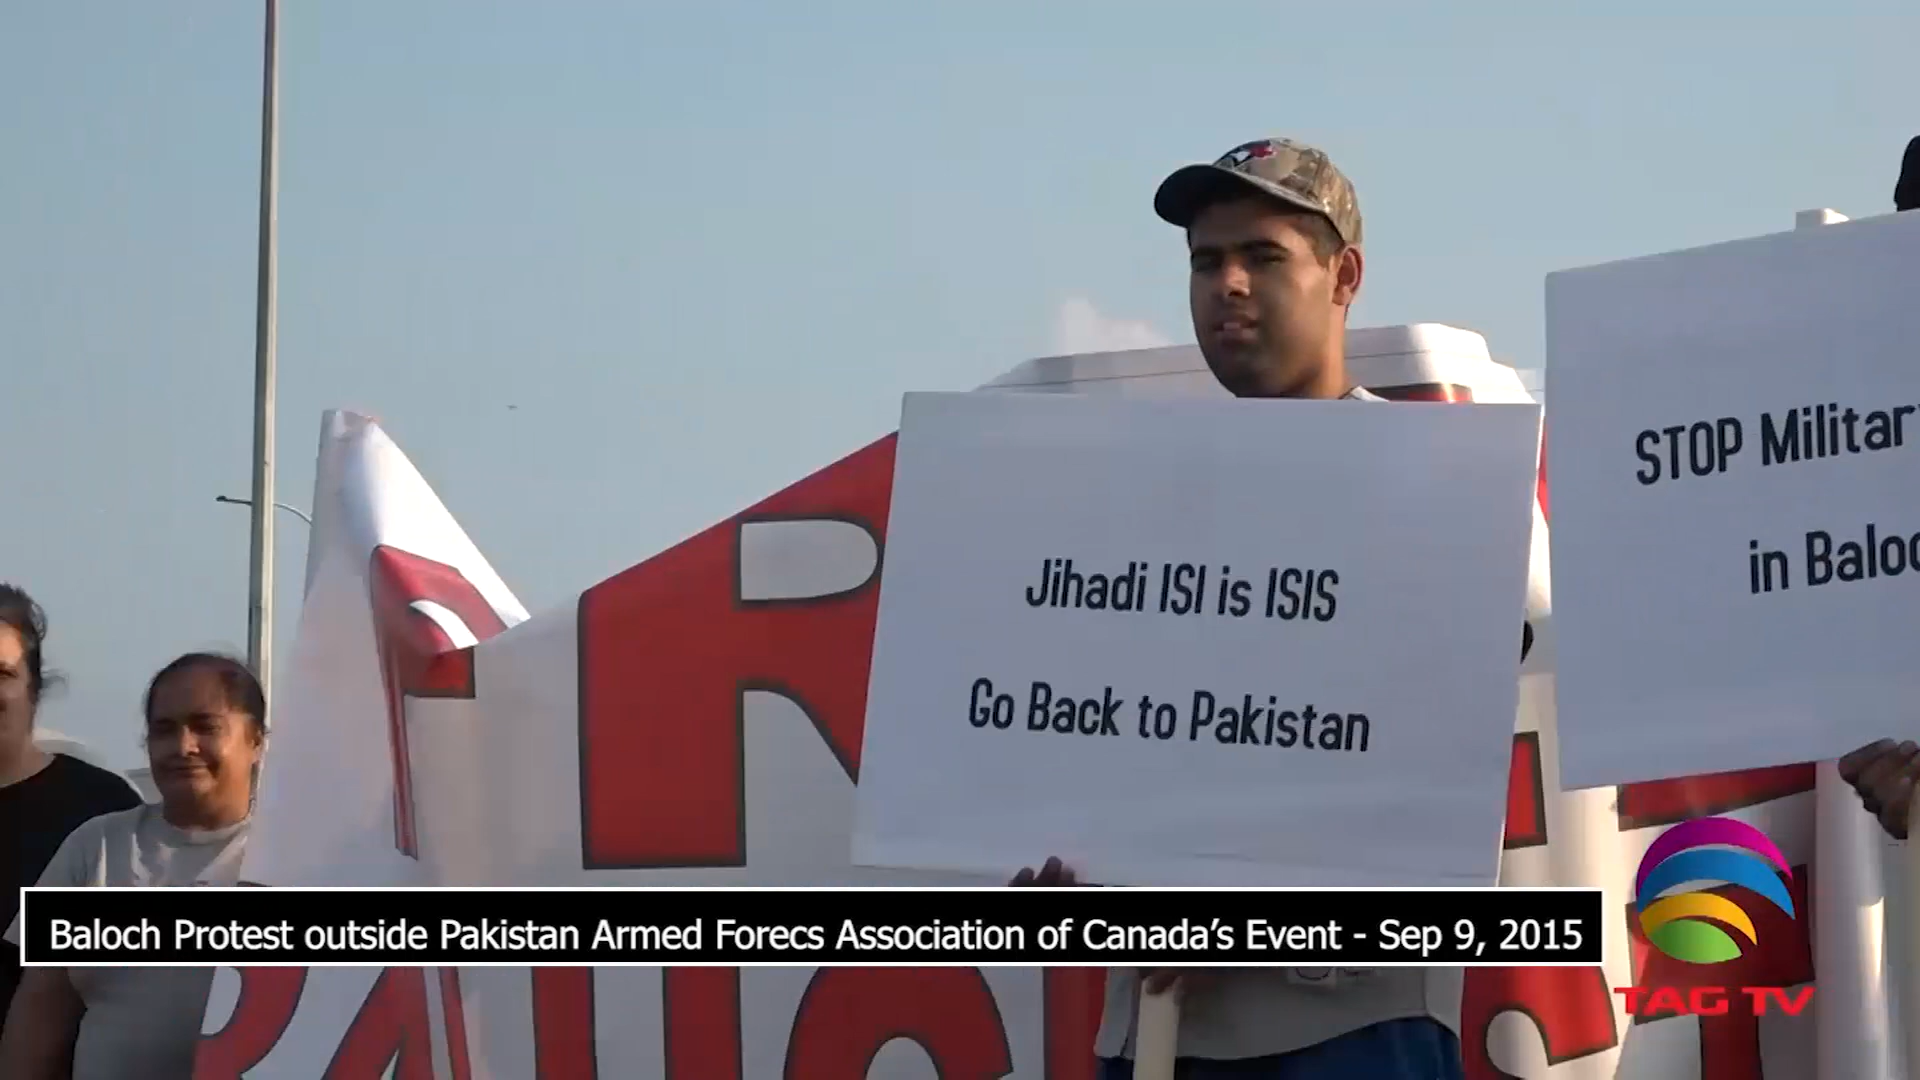 Jihadi ISI is ISIS
Go Back to Pakistan
STOP Military
in Baloc
Baloch Protest outside Pakistan Armed Forecs Association of Canada’s Event - Sep 9, 2015
TAG TV